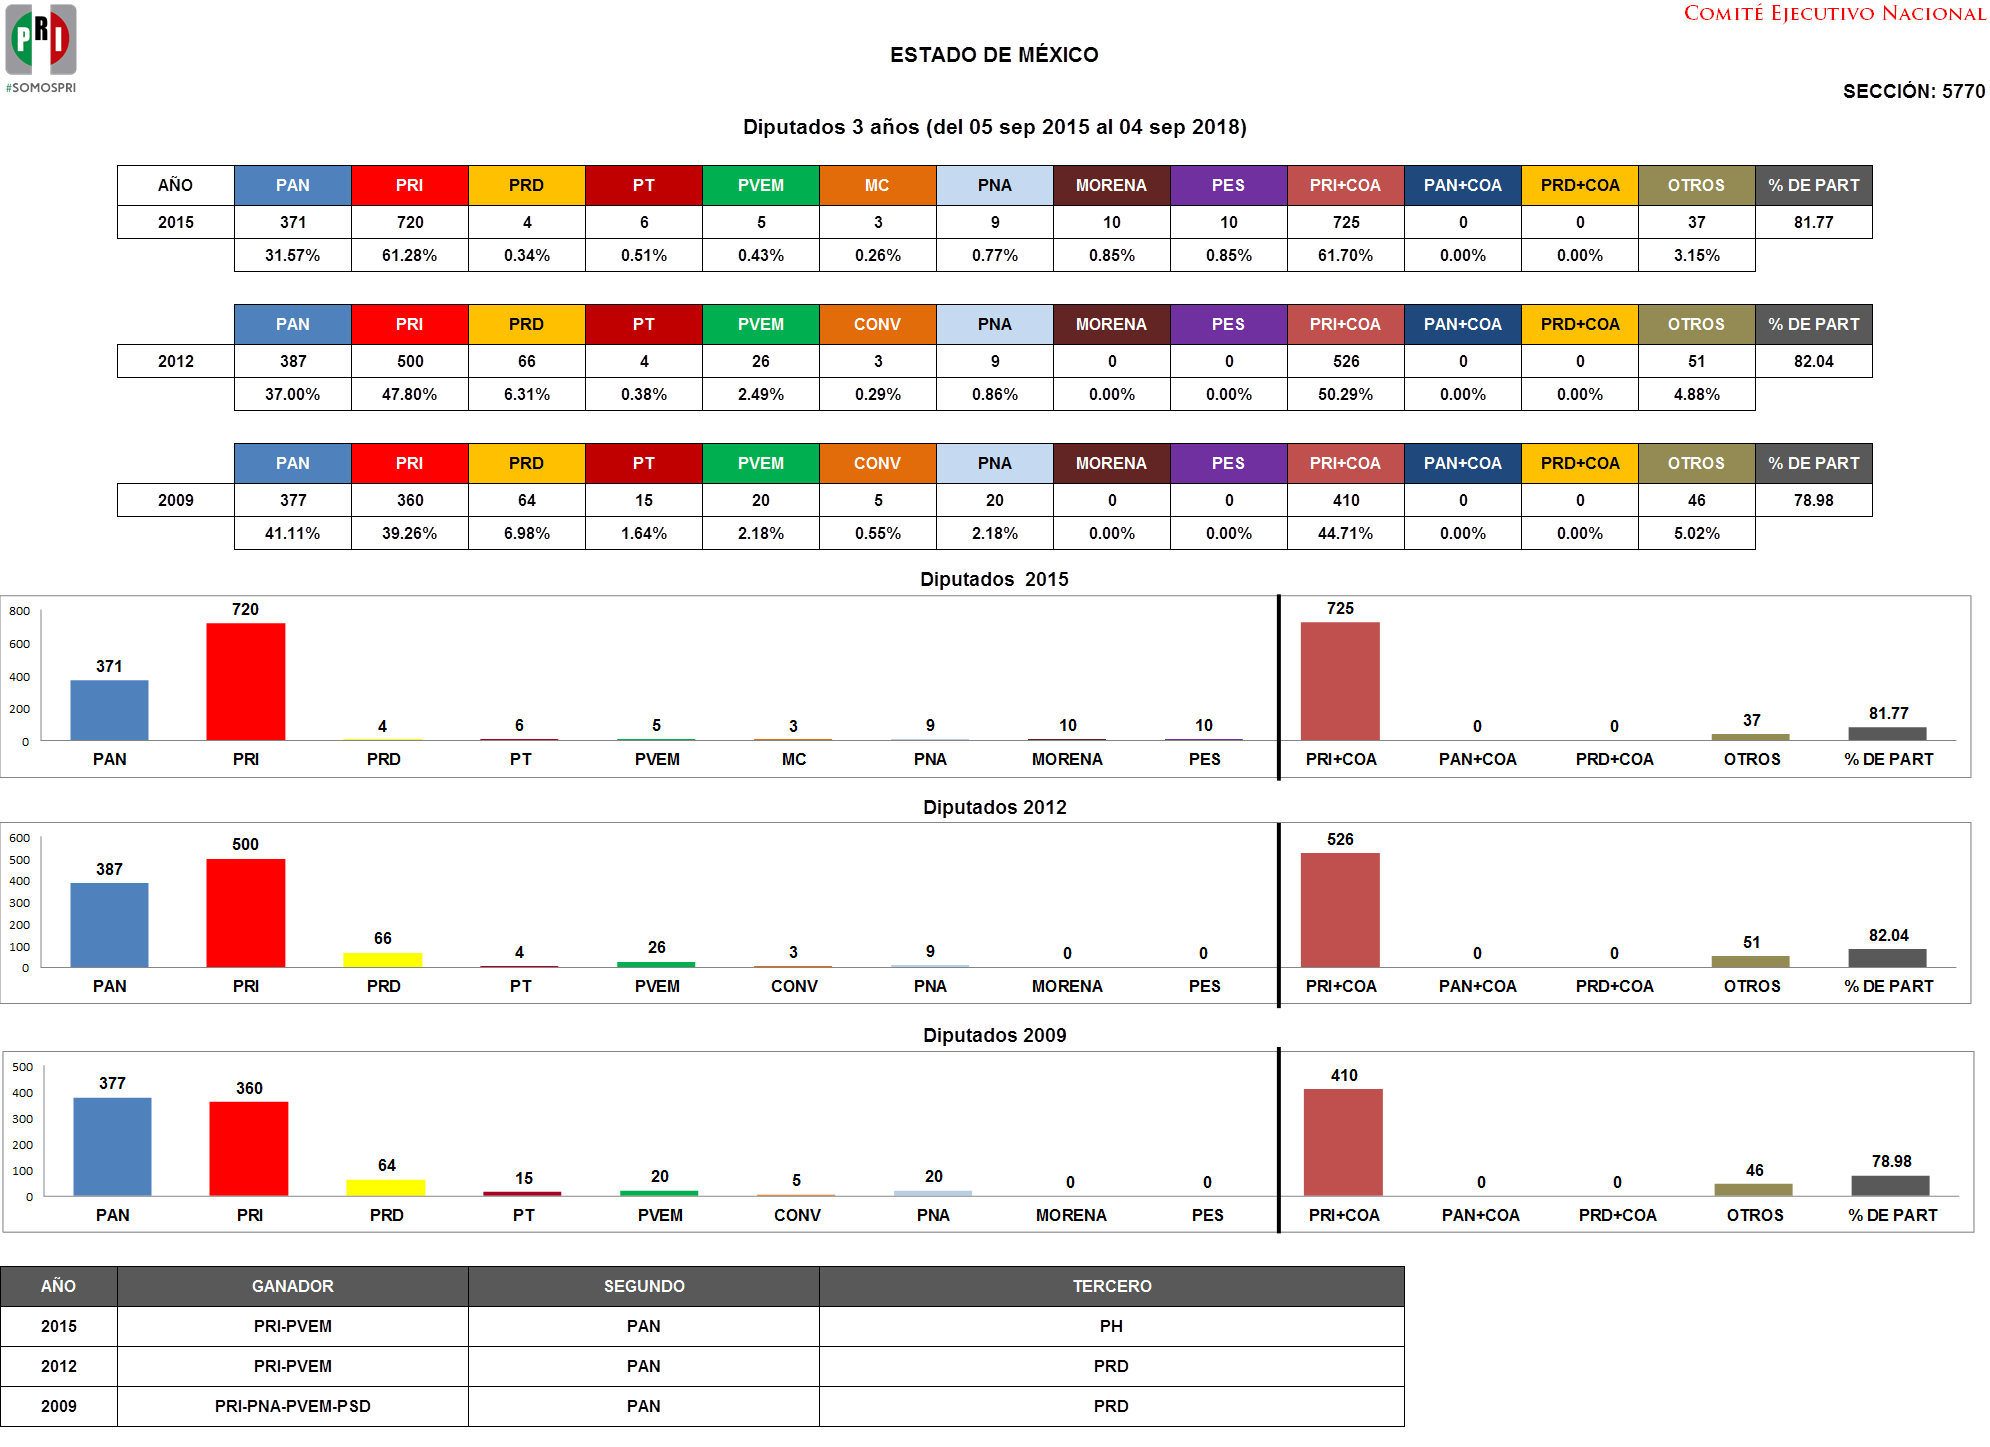 PRI
#SOMOSPRI
COMITÉ EJECUTIVO NACIONAL
ESTADO DE MÉXICO
SECCIÓN: 5770
Diputados 3 años (del 05 sep 2015 al 04 sep 2018)
AÑO PAN PRI PRD PT PVEM MC PNA MORENA PES PRI+COA PAN+COA PRD+COA OTROS % DE PART
2015 371 720 4 6 5 3 9 10 10 725 0 0 37 81.77
31.57% 61.28% 0.34% 0.51% 0.43% 0.26% 0.77% 0.85% 0.85% 61.70% 0.00% 0.00% 3.15%
PAN PRI PRD PT PVEM CONV PNA MORENA PES PRI+COA PAN+COA PRD+COA OTROS % DE PART
2012 387 500 66 4 26 3 9 0 0 526 0 0 51 82.04
37.00% 47.80% 6.31% 0.38% 2.49% 0.29% 0.86% 0.00% 0.00% 50.29% 0.00% 0.00% 4.88%
PAN PRI PRD PT PVEM CONV PNA MORENA PES PRI+COA PAN+COA PRD+COA OTROS % DE PART
2009 377 360 64 15 20 5 20 0 0 410 0 0 46 78.98
41.11% 39.26% 6.98% 1.64% 2.18% 0.55% 2.18% 0.00% 0.00% 44.71% 0.00% 0.00% 5.02%
Diputados 2015
800
600
400
200
0
371 720 4 6 5 3 9 10 10 725 0 0 37 81.77
PAN PRI PRD PT PVEM MC PNA MORENA PES PRI+COA PAN+COA PRD+COA OTROS % DE PART
Diputados 2012
600
500
400
300
200
100
0
387 500 66 4 26 3 9 0 0 526 0 0 51 82.04
PAN PRI PRD PT PVEM CONV PNA MORENA PES PRI+COA PAN+COA PRD+COA OTROS % DE PART
Diputados 2009
500
400
300
200
100
0
377 360 64 15 20 5 20 0 0 410 0 0 46 78.98
PAN PRI PRD PT PVEM CONV PNA MORENA PES PRI+COA PAN+COA PRD+COA OTROS % DE PART
AÑO GANADOR SEGUNDO TERCERO
2015 PRI-PVEM PAN PH
2012 PRI-PVEM PAN PRD
2009 PRI-PNA-PVEM-PSD PAN PRD